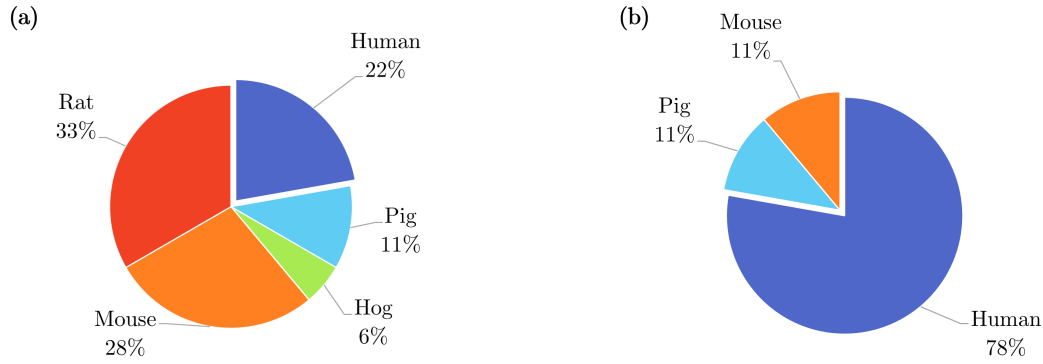 (a)
Human
22%
Rat
33%
Pig
11%
Hog
6%
Mouse
28%
(b)
Mouse
11%
Pig
11%
Human
78%